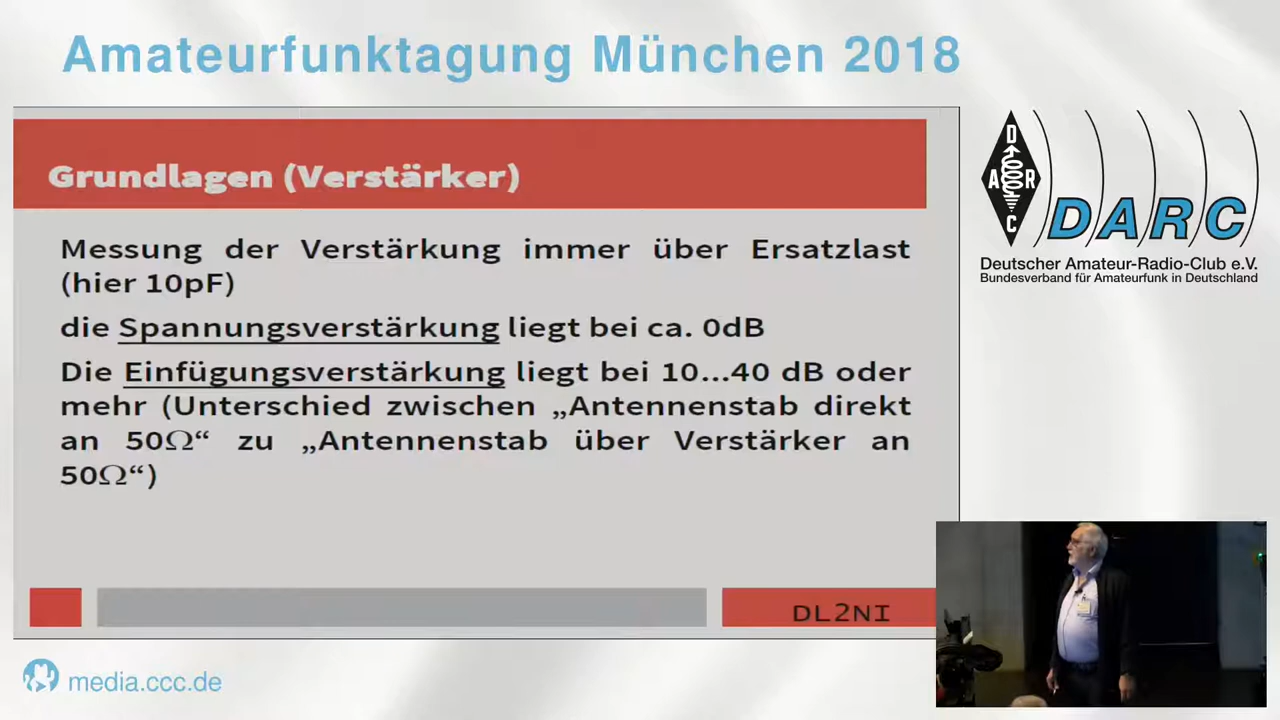 Amateurfunktagung München 2018
Grundlagen (Verstärker)
Messung der Verstärkung immer über Ersatzlast
(hier 10pF)
die Spannungsverstärkung liegt bei ca. 0dB
Die Einfügungsverstärkung liegt bei 10...40 dB oder
mehr (Unterschied zwischen „Antennenstab direkt
an 50Ω“ zu „Antennenstab über Verstärker an
50Ω“)
DL2NI
D
A R
C
DARC
Deutscher Amateur-Radio-Club e.V.
Bundesverband für Amateurfunk in Deutschland
media.ccc.de